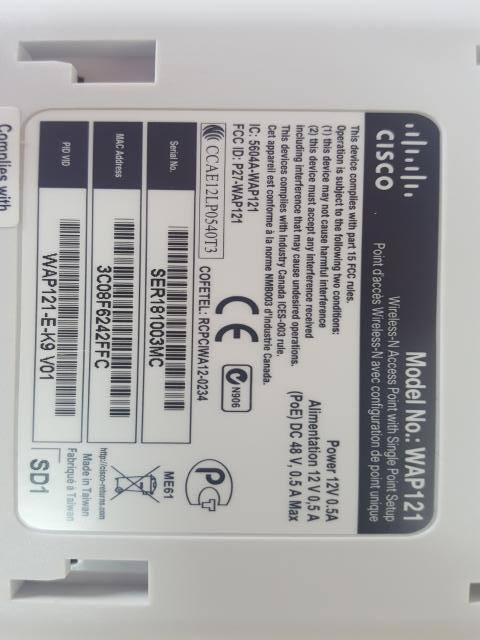 CISCO
Model No.: WAP121
Wireless-N Access Point with Single Point Setup
Point d'accès Wireless-N avec configuration de point unique
This device complies with part 15 FCC rules.
Operation is subject to the following two conditions:
(1) this device may not cause harmful interference
(2) this device must accept any interference received
including interference that may cause undesired operations.
This devices complies with Industry Canada ICES-003 rule.
Cet appareil est conforme à la norme NMB003 d'Industrie Canada.
IC: 5604A-WAP121
FCC ID: P27-WAP121
Power 12V 0.5A
Alimentation 12 V 0,5 A
(PoE) DC 48 V, 0.5 A Max
CE
N906
CCAE12LP0540T3
COFETEL: RCPCIWA12-0234
ME61
Serial No.
SER181003MC
MAC Address
3C08F6242FFC
PID VID
WAP121-E-K9 V01
http://cisco-returns.com
Made in Taiwan
Fabriqué à Taiwan
SD1
Complies with